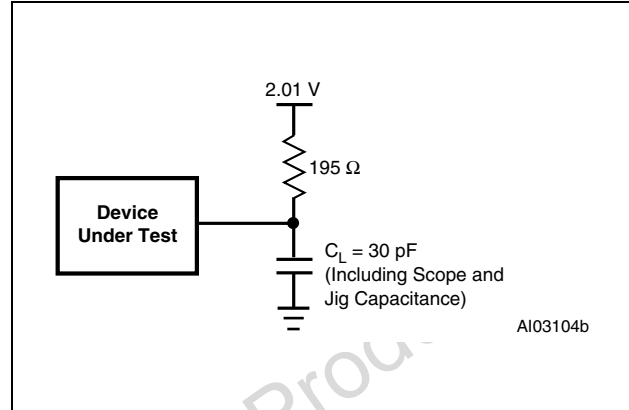 2.01 V
195 Ω
Device
Under Test
C_L = 30 pF
(Including Scope and
Jig Capacitance)
AI03104b